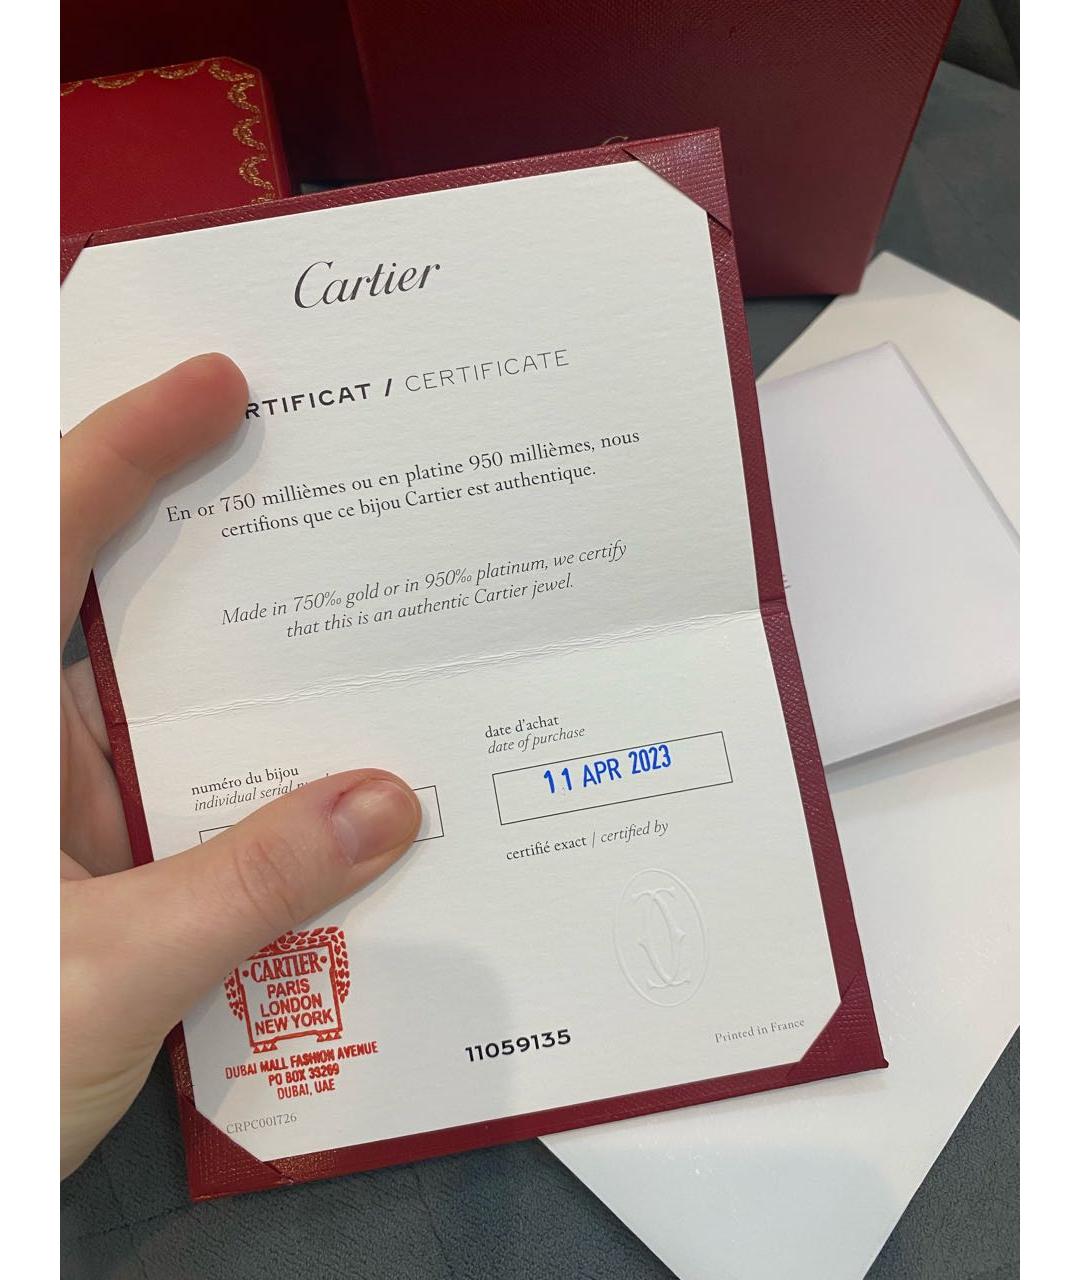 Cartier
RTIFICAT / CERTIFICATE
En or 750 millièmes ou en platine 950 millièmes, nous
certifions que ce bijou Cartier est authentique.
Made in 750‰ gold or in 950‰ platinum, we certify
that this is an authentic Cartier jewel.
date d'achat
date of purchase
11 APR 2023
numéro du bijou
individual serial
certifié exact / certified by
CARTIER
PARIS
LONDON
NEW YORK
DUBAI MALL FASHION AVENUE
PO BOX 33269
DUBAI, UAE
11059135
Printed in France
CRPC001726